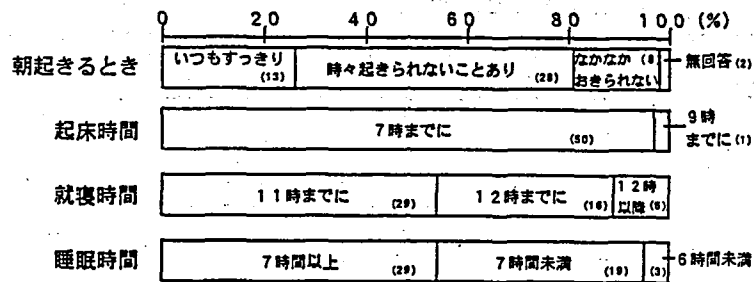 0 20 40 60 80 100 (%)
朝起きるとき いつもすっきり (13) 時々起きられないことあり (28) なかなか (8) おきられない 無回答 (2)
起床時間 7時までに (50) 9時までに (1)
就寝時間 11時までに (29) 12時までに (16) 12時以降 (6)
睡眠時間 7時間以上 (29) 7時間未満 (19) (3) 6時間未満